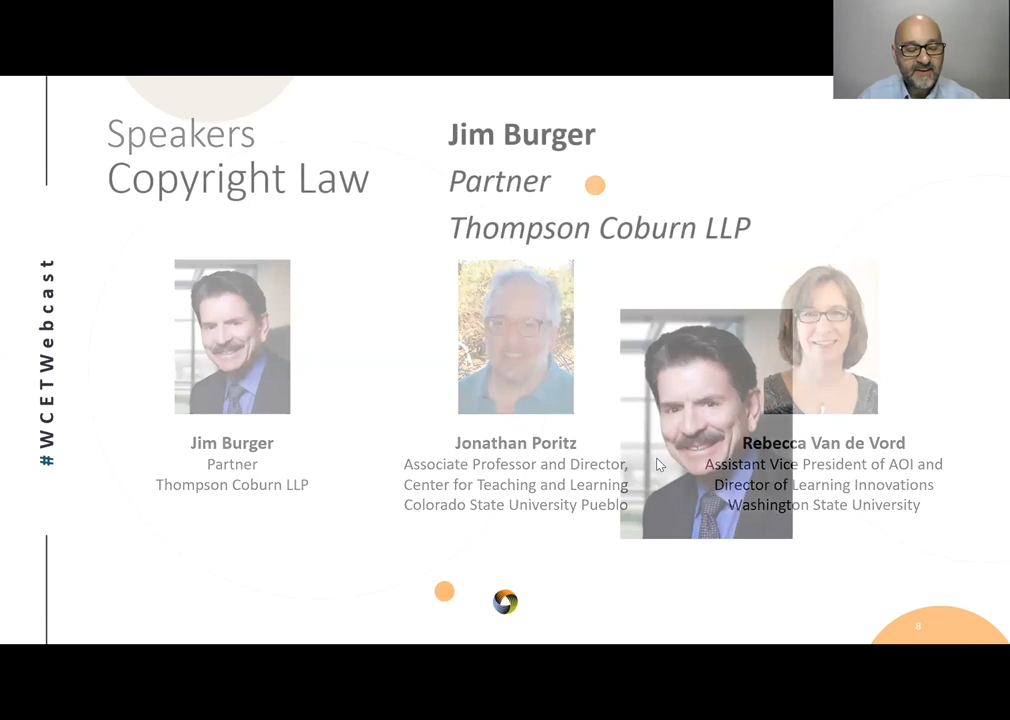 Speakers
Copyright Law
Jim Burger
Partner
Thompson Coburn LLP
#WCETWebcast
Jim Burger
Partner
Thompson Coburn LLP
Jonathan Poritz
Associate Professor and Director,
Center for Teaching and Learning
Colorado State University Pueblo
Rebecca Van de Vord
Assistant Vice President of AOI and
Director of Learning Innovations
Washington State University
8